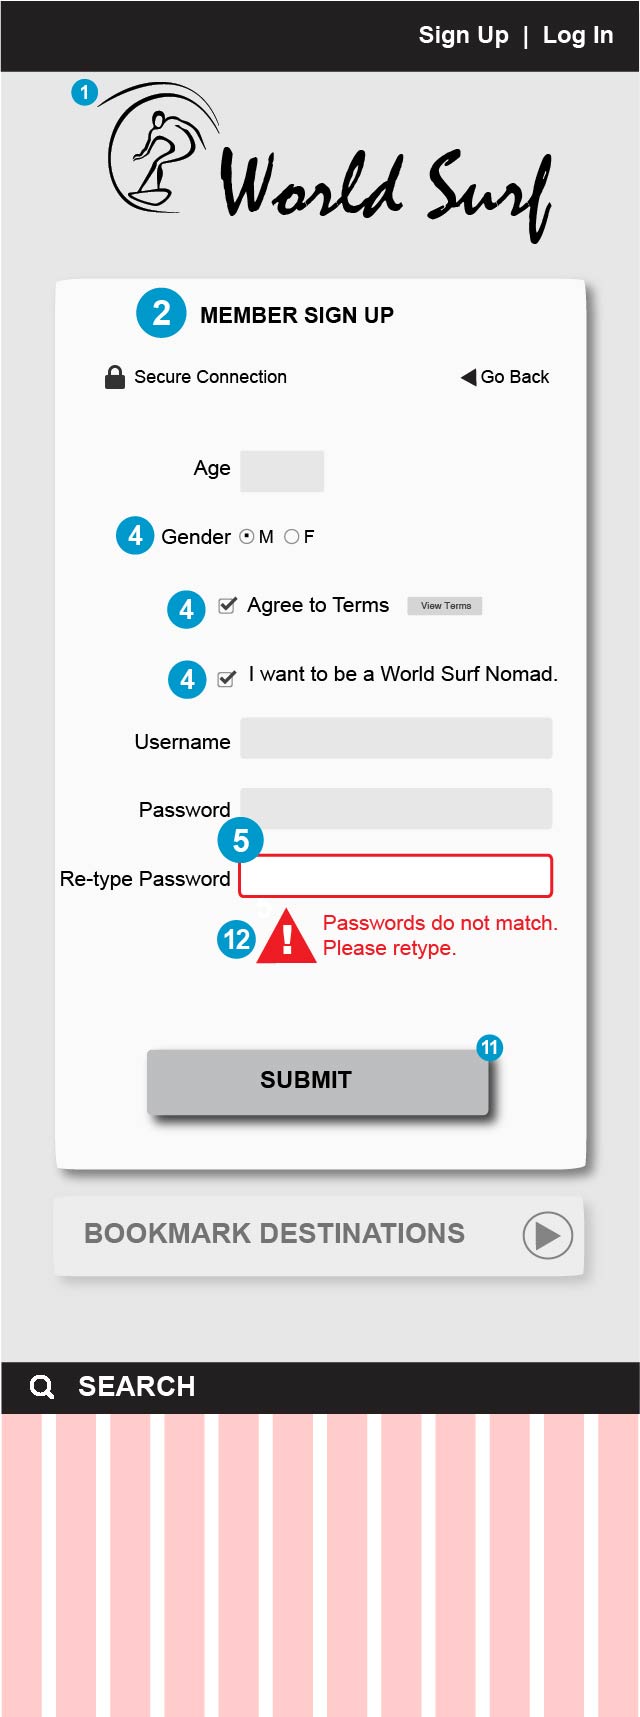 Sign Up | Log In
1
World Surf
2 MEMBER SIGN UP
Secure Connection Go Back
Age
4 Gender M F
4 Agree to Terms View Terms
4 I want to be a World Surf Nomad.
Username
Password
5
Re-type Password
12 ! Passwords do not match.
Please retype.
11
SUBMIT
BOOKMARK DESTINATIONS
SEARCH